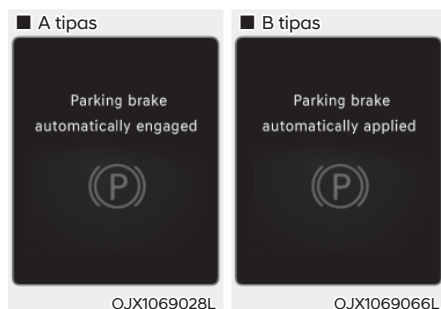 ■ A tipas
Parking brake
automatically engaged
P
OJX1069028L
■ B tipas
Parking brake
automatically applied
P
OJX1069066L